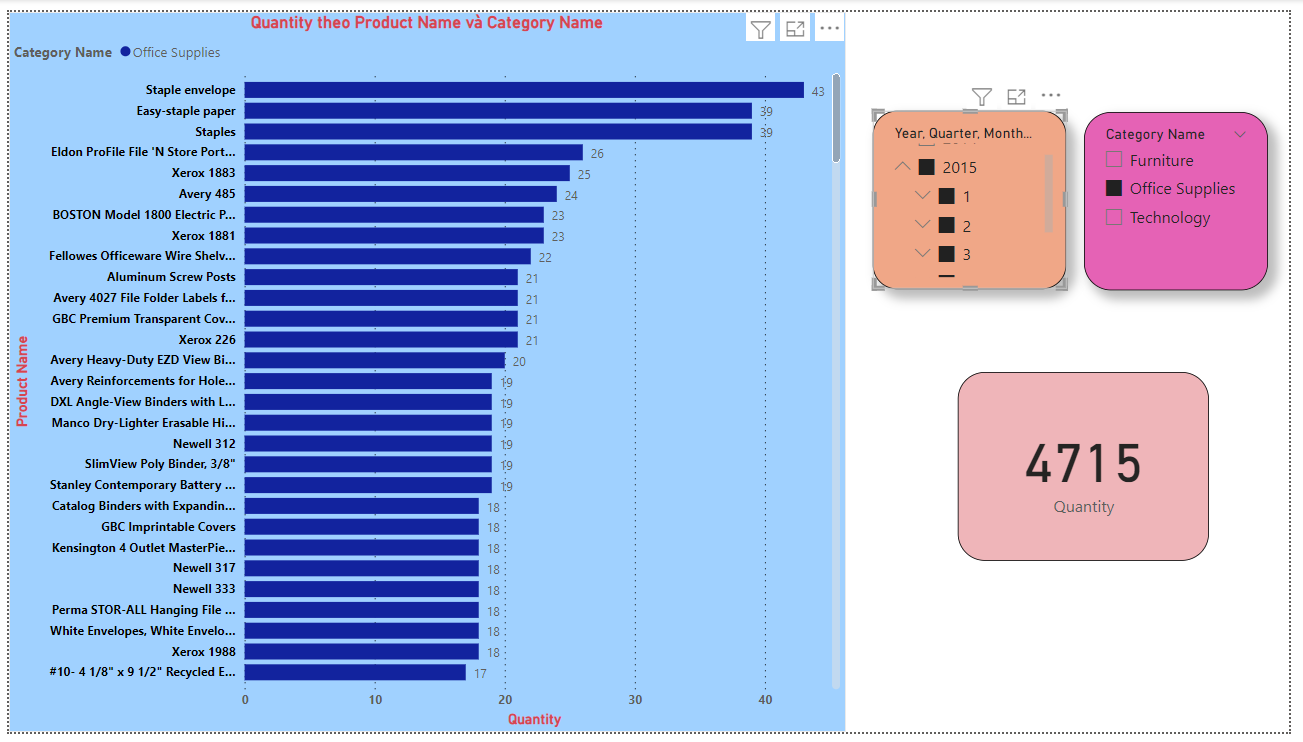 Quantity theo Product Name và Category Name
Category Name Office Supplies
Product Name
Staple envelope 43
Easy-staple paper 39
Staples 39
Eldon ProFile File 'N Store Port... 26
Xerox 1883 25
Avery 485 24
BOSTON Model 1800 Electric P... 23
Xerox 1881 23
Fellowes Officeware Wire Shelv... 22
Aluminum Screw Posts 21
Avery 4027 File Folder Labels f... 21
GBC Premium Transparent Cov... 21
Xerox 226 21
Avery Heavy-Duty EZD View Bi... 20
Avery Reinforcements for Hole... 19
DXL Angle-View Binders with L... 19
Manco Dry-Lighter Erasable Hi... 19
Newell 312 19
SlimView Poly Binder, 3/8" 19
Stanley Contemporary Battery ... 19
Catalog Binders with Expandin... 18
GBC Imprintable Covers 18
Kensington 4 Outlet MasterPie... 18
Newell 317 18
Newell 333 18
Perma STOR-ALL Hanging File ... 18
White Envelopes, White Envelo... 18
Xerox 1988 18
#10- 4 1/8" x 9 1/2" Recycled E... 17
0 10 20 30 40
Quantity
Year, Quarter, Month...
2015
1
2
3
Category Name
Furniture
Office Supplies
Technology
4715
Quantity